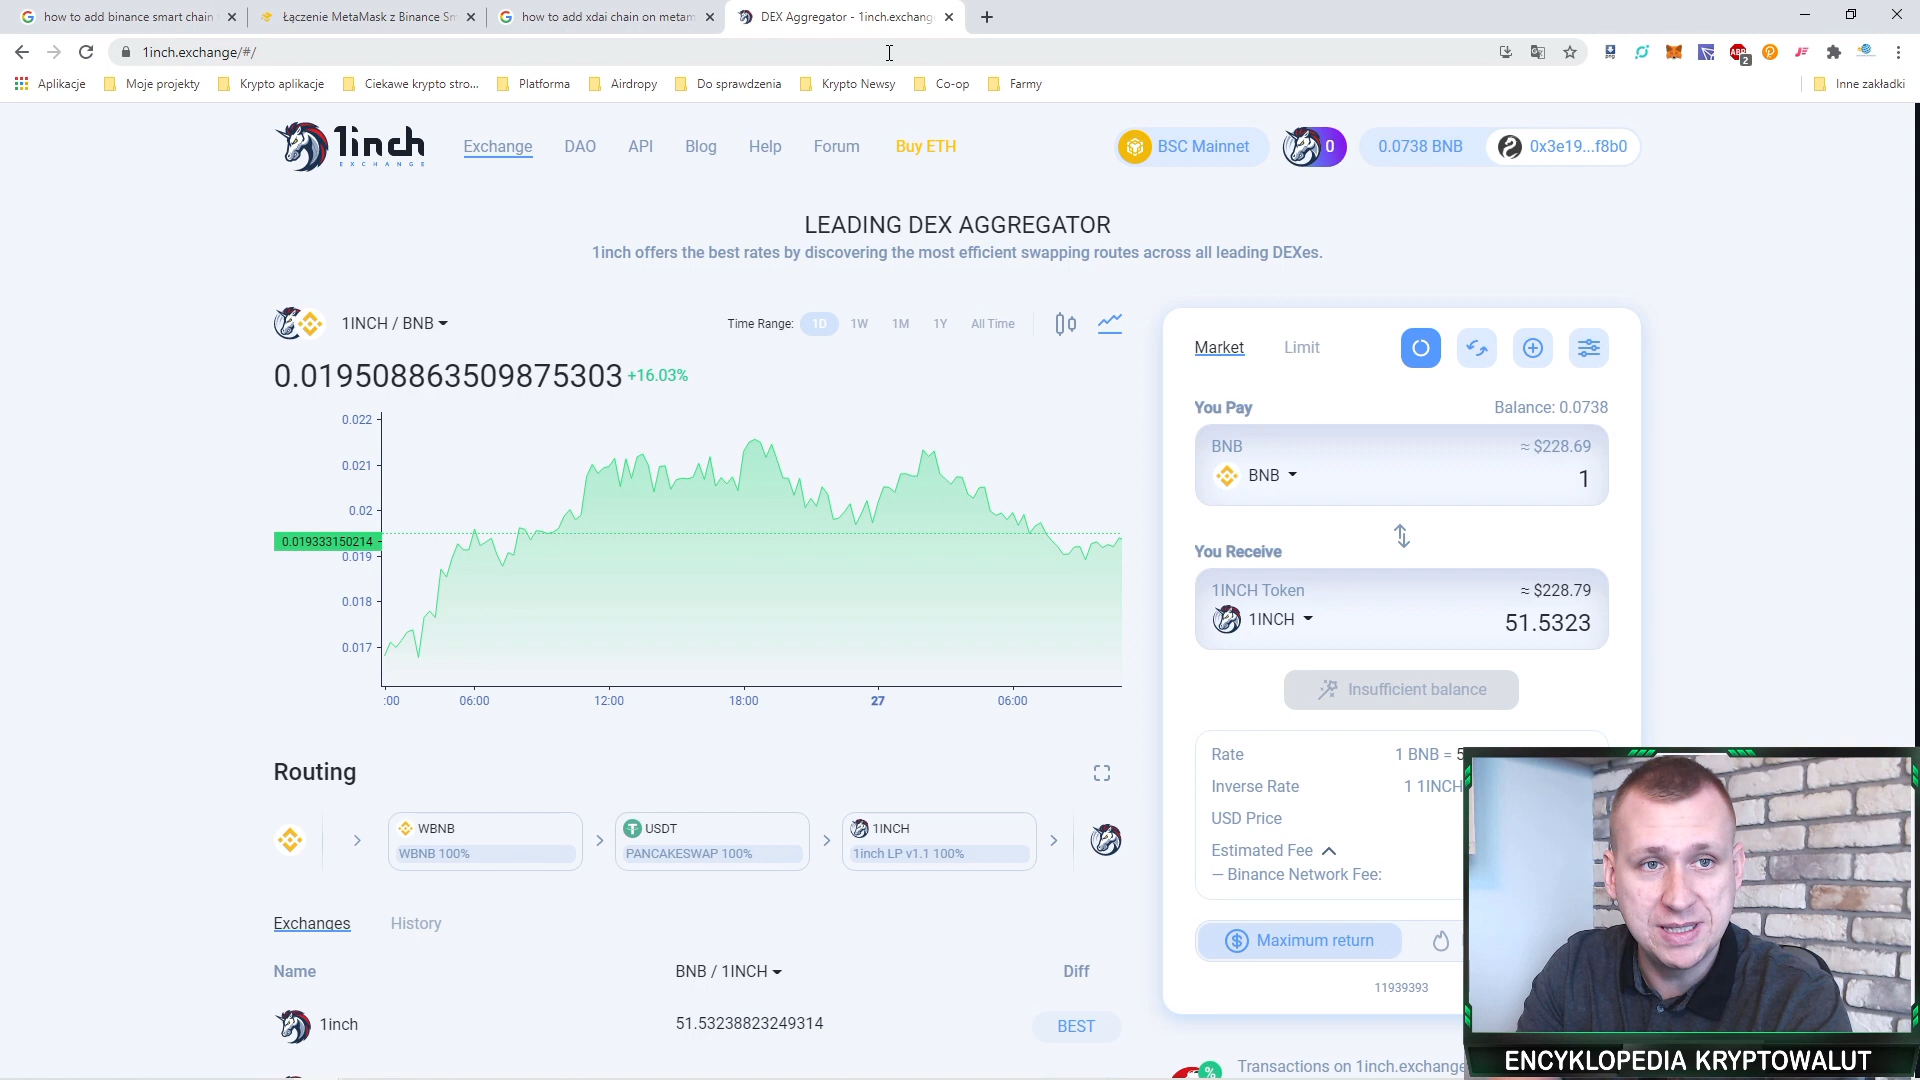 how to add binance smart chain
Łączenie MetaMask z Binance Sm
how to add xdai chain on metam
DEX Aggregator - 1inch.exchange
1inch.exchange/#/
Aplikacje
Moje projekty
Krypto aplikacje
Ciekawe krypto stro...
Platforma
Airdropy
Do sprawdzenia
Krypto Newsy
Co-op
Farmy
Inne zakładki
1inch
EXCHANGE
Exchange
DAO
API
Blog
Help
Forum
Buy ETH
BSC Mainnet
0
0.0738 BNB
0x3e19...f8b0
LEADING DEX AGGREGATOR
1inch offers the best rates by discovering the most efficient swapping routes across all leading DEXes.
1INCH / BNB
Time Range:
1D
1W
1M
1Y
All Time
0.019508863509875303 +16.03%
0.022
0.021
0.02
0.019333150214
0.019
0.018
0.017
:00
06:00
12:00
18:00
27
06:00
Market
Limit
You Pay
Balance: 0.0738
BNB
≈ $228.69
BNB
1
You Receive
1INCH Token
≈ $228.79
1INCH
51.5323
Insufficient balance
Rate
1 BNB = 5
Inverse Rate
1 1INCH
USD Price
Estimated Fee
— Binance Network Fee:
Maximum return
11939393
Routing
WBNB
WBNB 100%
USDT
PANCAKESWAP 100%
1INCH
1inch LP v1.1 100%
Exchanges
History
Name
BNB / 1INCH
Diff
1inch
51.53238823249314
BEST
Transactions on 1inch.exchange
ENCYKLOPEDIA KRYPTOWALUT